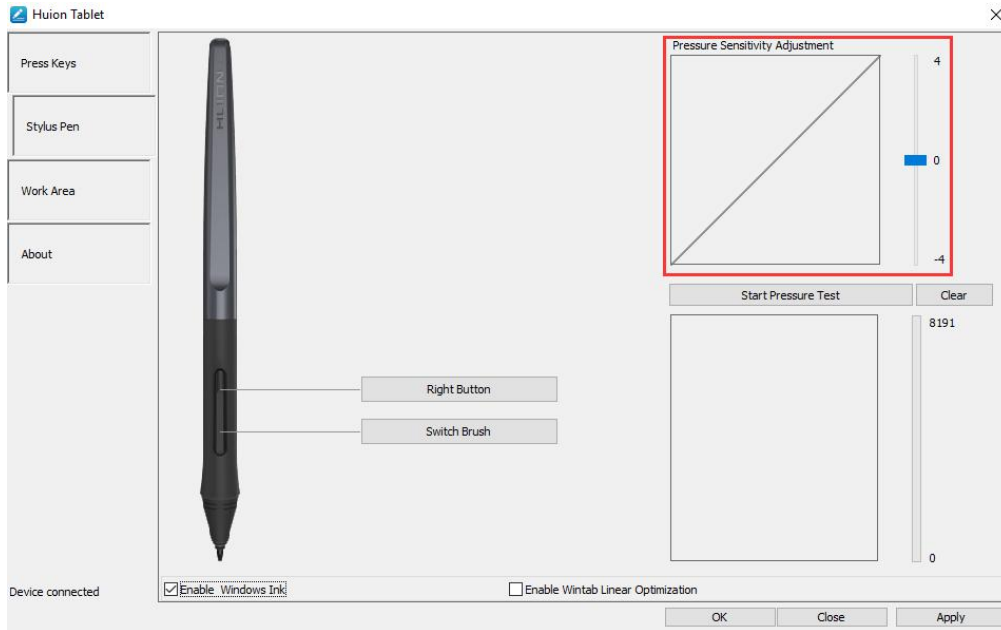 Huion Tablet
Press Keys
Stylus Pen
Work Area
About
Device connected
HUION
Right Button
Switch Brush
Pressure Sensitivity Adjustment
4
0
-4
Start Pressure Test
Clear
8191
0
Enable Windows Ink
Enable Wintab Linear Optimization
OK
Close
Apply